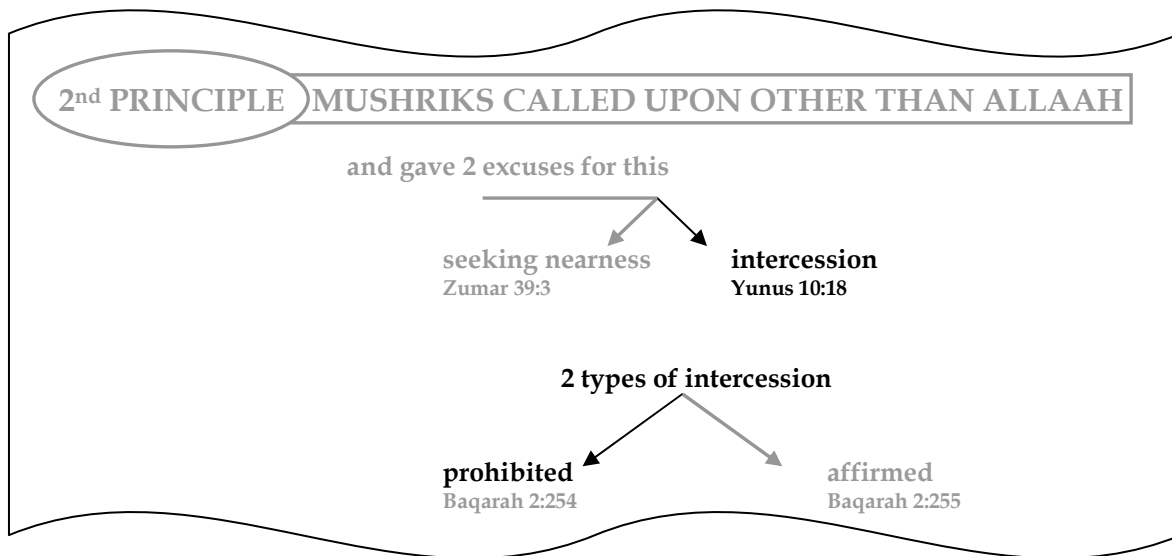 2nd PRINCIPLE MUSHRIKS CALLED UPON OTHER THAN ALLAAH
and gave 2 excuses for this
seeking nearness intercession
Zumar 39:3 Yunus 10:18
2 types of intercession
prohibited affirmed
Baqarah 2:254 Baqarah 2:255